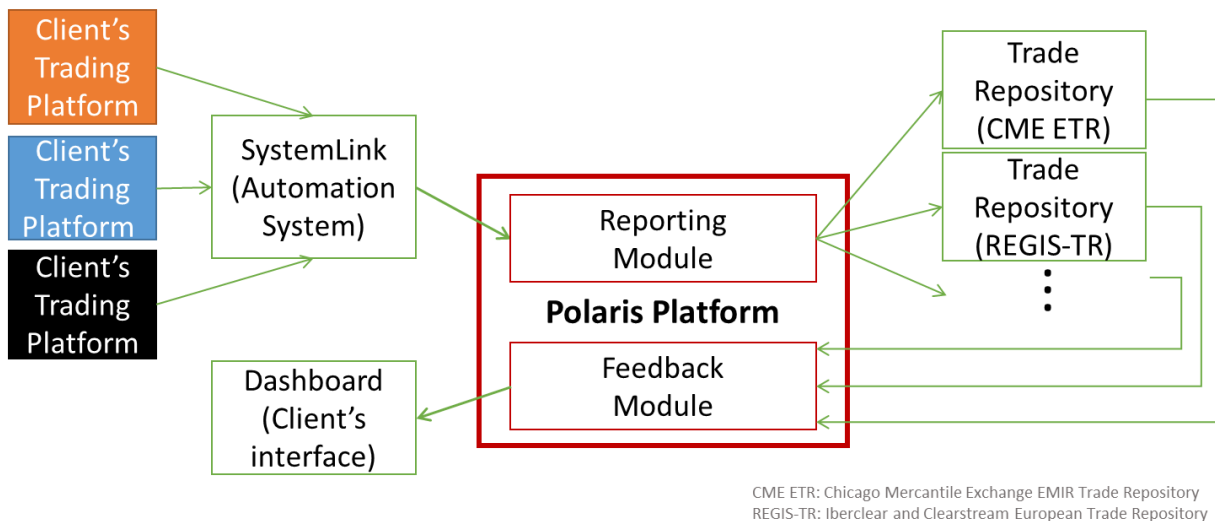 Client's
Trading
Platform
Client's
Trading
Platform
Client's
Trading
Platform
SystemLink
(Automation
System)
Dashboard
(Client's
interface)
Reporting
Module
Polaris Platform
Feedback
Module
Trade
Repository
(CME ETR)
Trade
Repository
(REGIS-TR)
CME ETR: Chicago Mercantile Exchange EMIR Trade Repository
REGIS-TR: Iberclear and Clearstream European Trade Repository